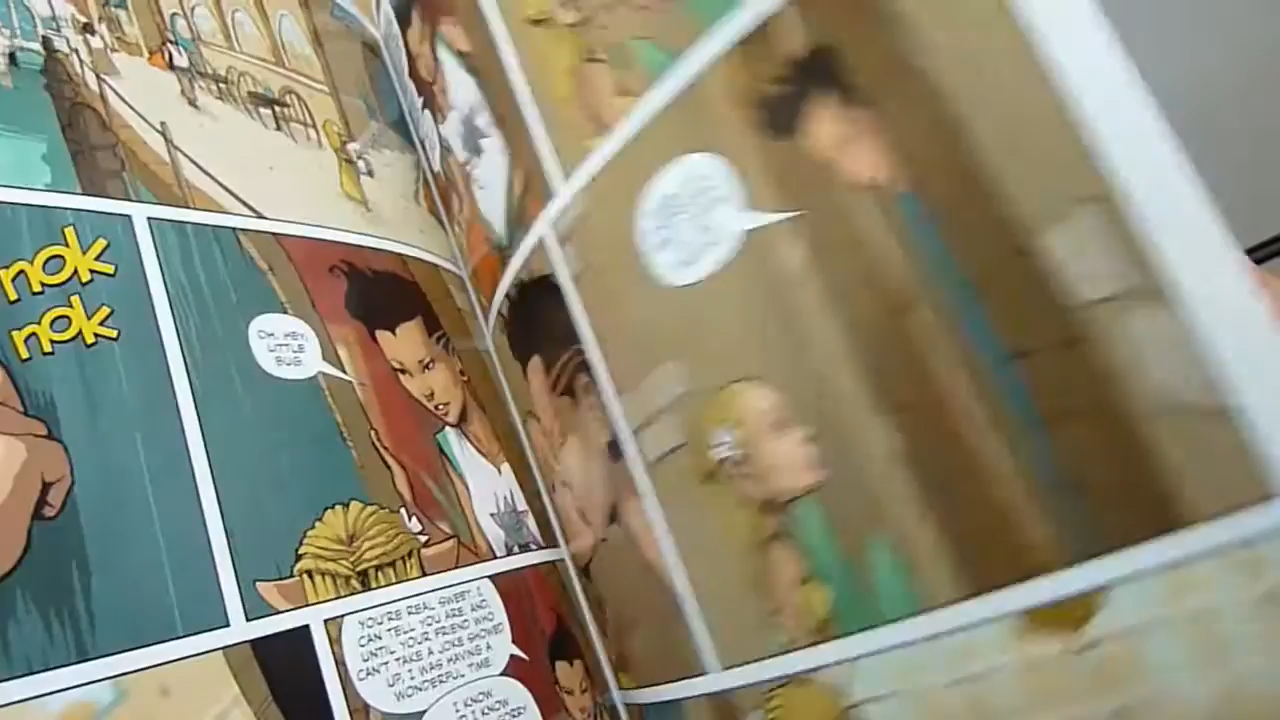 nok
nok
OH, HEY,
LITTLE
BUG.
YOU'RE REAL SWEET, I
CAN TELL YOU ARE, AND,
UNTIL YOUR FRIEND WHO
CAN'T TAKE A JOKE SHOWED
UP, I WAS HAVING A
WONDERFUL TIME.
I KNOW
I KNOW
SORRY